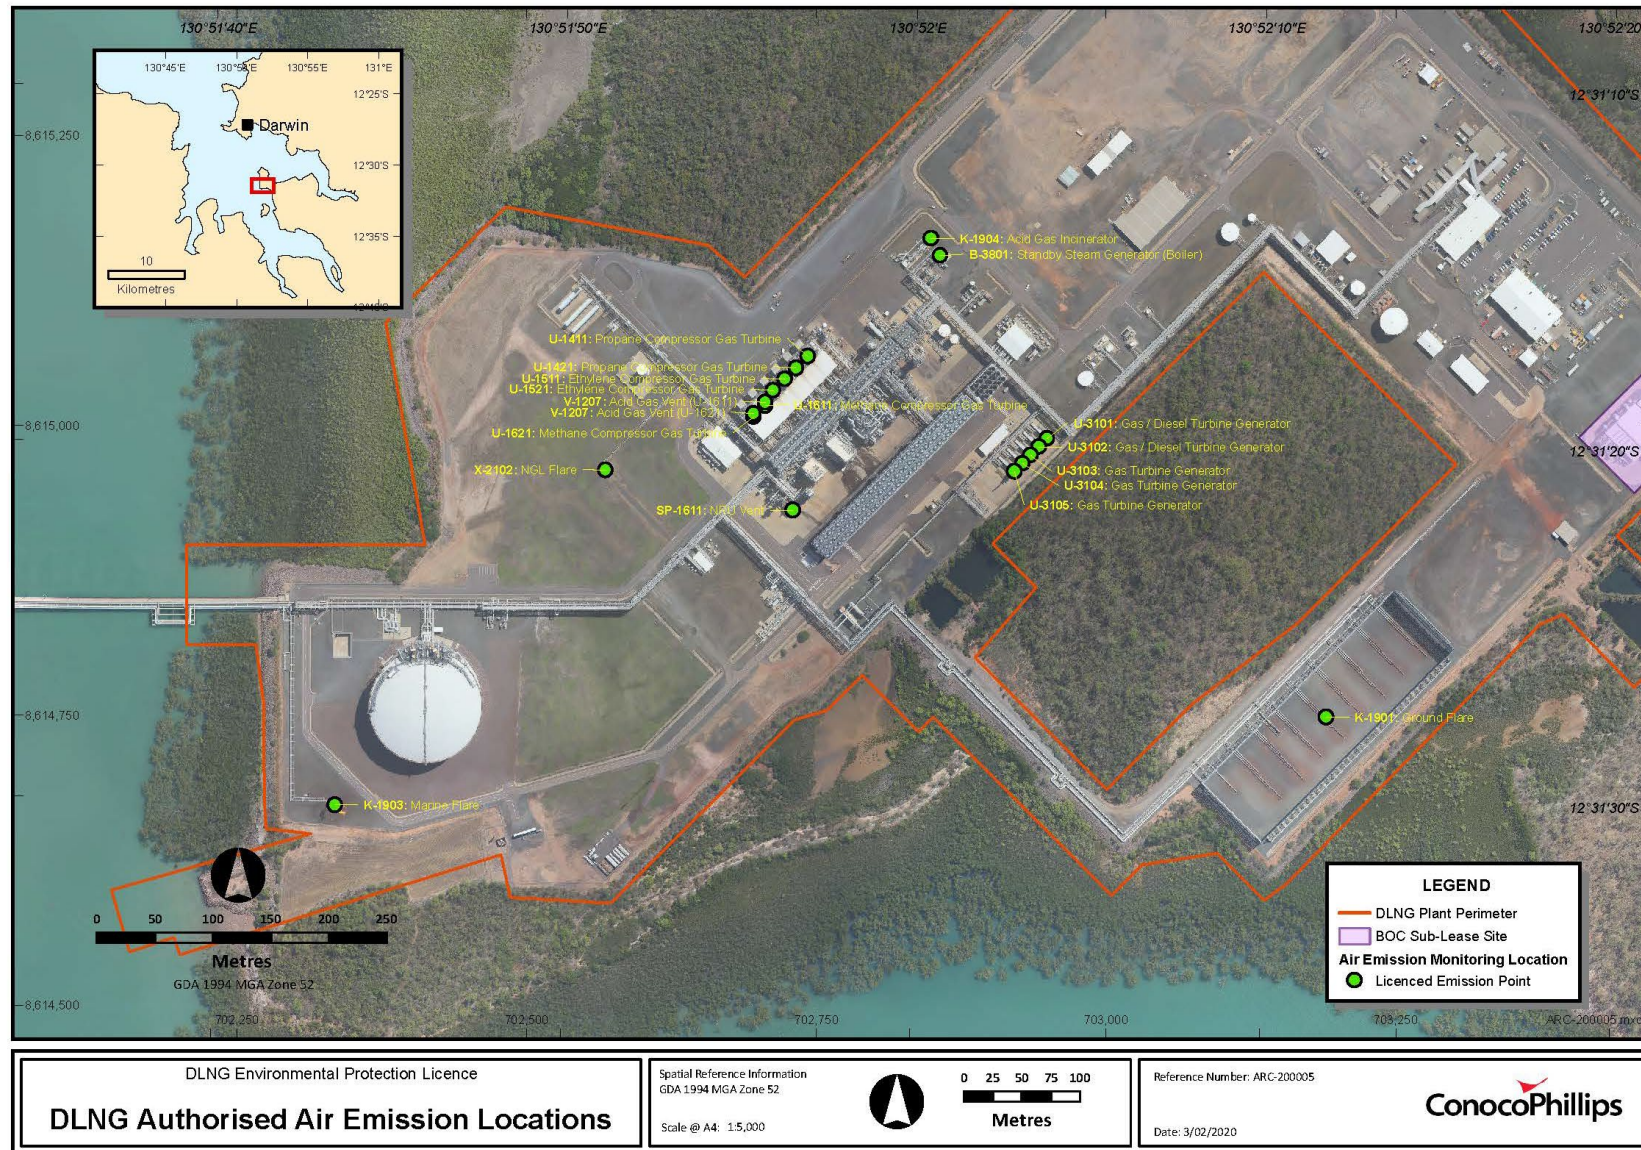 130°51'40"E
130°51'50"E
130°52'E
130°52'10"E
130°52'20
130°45'E
130°50'E
130°55'E
131°E
12°25'S
12°30'S
12°35'S
12°40'S
Darwin
10
Kilometres
12°31'10"S
12°31'20"S
12°31'30"S
8,615,250
8,615,000
8,614,750
8,614,500
K-1904: Acid Gas Incinerator
B-3801: Standby Steam Generator (Boiler)
U-1411: Propane Compressor Gas Turbine
U-1421: Propane Compressor Gas Turbine
U-1511: Ethylene Compressor Gas Turbine
U-1521: Ethylene Compressor Gas Turbine
V-1207: Acid Gas Vent (U-1611)
U-1611: Methane Compressor Gas Turbine
V-1207: Acid Gas Vent (U-1621)
U-1621: Methane Compressor Gas Turbine
U-3101: Gas / Diesel Turbine Generator
U-3102: Gas / Diesel Turbine Generator
U-3103: Gas Turbine Generator
U-3104: Gas Turbine Generator
U-3105: Gas Turbine Generator
X-2102: NGL Flare
SP-1611: NRU Vent
K-1901: Ground Flare
K-1903: Marine Flare
0 50 100 150 200 250
Metres
GDA 1994 MGA Zone 52
702,250
702,500
702,750
703,000
703,250
ARC-200005.mxd
LEGEND
DLNG Plant Perimeter
BOC Sub-Lease Site
Air Emission Monitoring Location
Licenced Emission Point
DLNG Environmental Protection Licence
DLNG Authorised Air Emission Locations
Spatial Reference Information
GDA 1994 MGA Zone 52
Scale @ A4: 1:5,000
0 25 50 75 100
Metres
Reference Number: ARC-200005
Date: 3/02/2020
ConocoPhillips